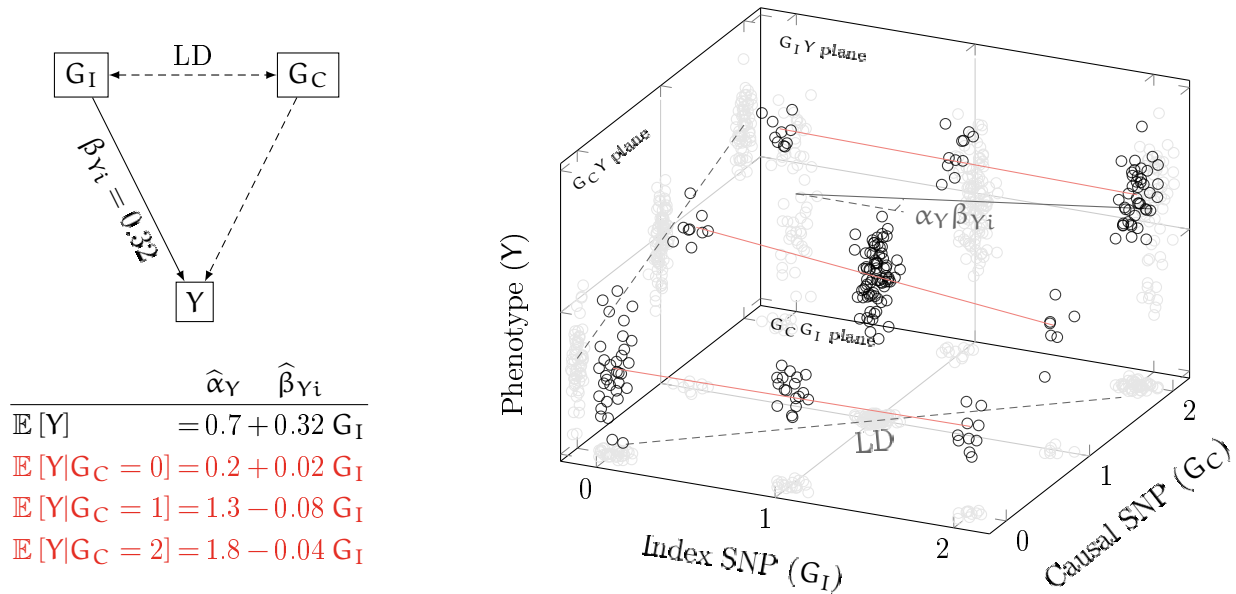 LD
G_I G_C
β_Yi = 0.32
Y
α̂_Y β̂_Yi
𝔼 [Y] = 0.7 + 0.32 G_I
𝔼 [Y|G_C = 0] = 0.2 + 0.02 G_I
𝔼 [Y|G_C = 1] = 1.3 − 0.08 G_I
𝔼 [Y|G_C = 2] = 1.8 − 0.04 G_I
G_I Y plane
G_C Y plane
α_Y β_Yi
G_C G_I plane
LD
Phenotype (Y)
0 1 2
Index SNP (G_I)
0 1 2
Causal SNP (G_C)